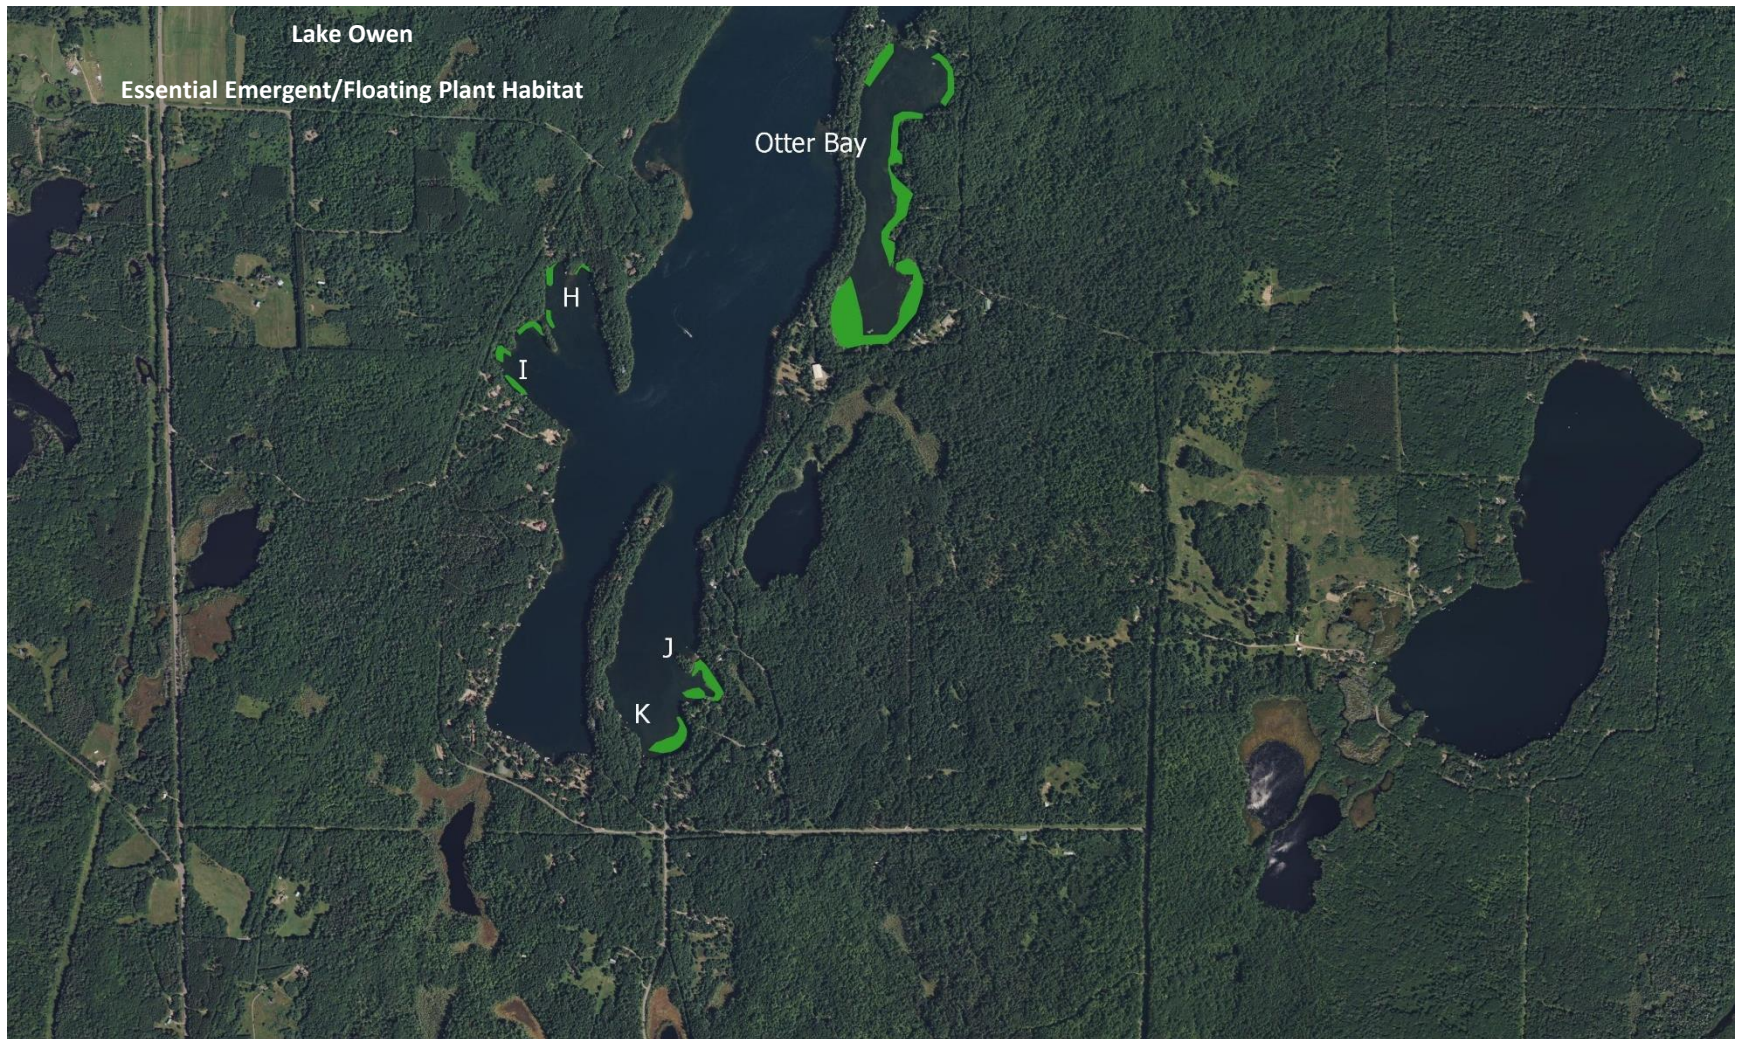 Lake Owen
Essential Emergent/Floating Plant Habitat
Otter Bay
H
I
J
K